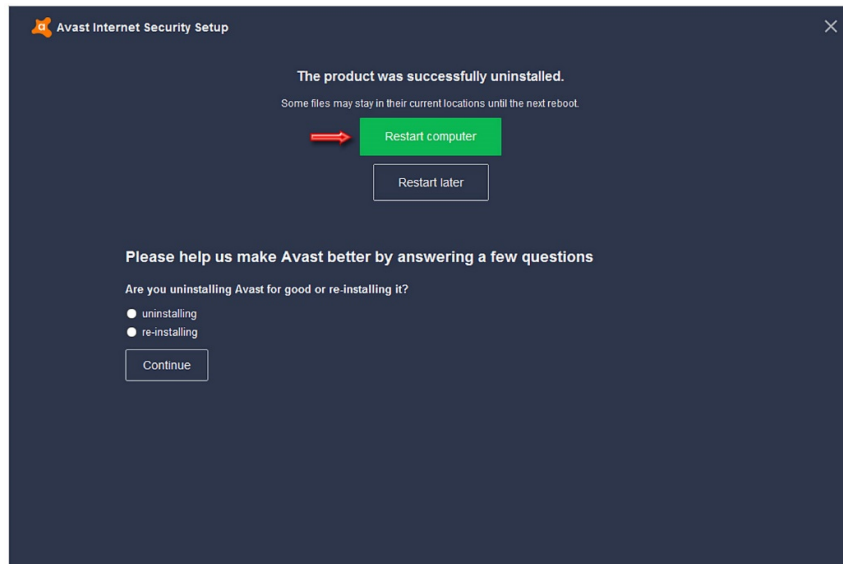 Avast Internet Security Setup
The product was successfully uninstalled.
Some files may stay in their current locations until the next reboot.
Restart computer
Restart later
Please help us make Avast better by answering a few questions
Are you uninstalling Avast for good or re-installing it?
uninstalling
re-installing
Continue